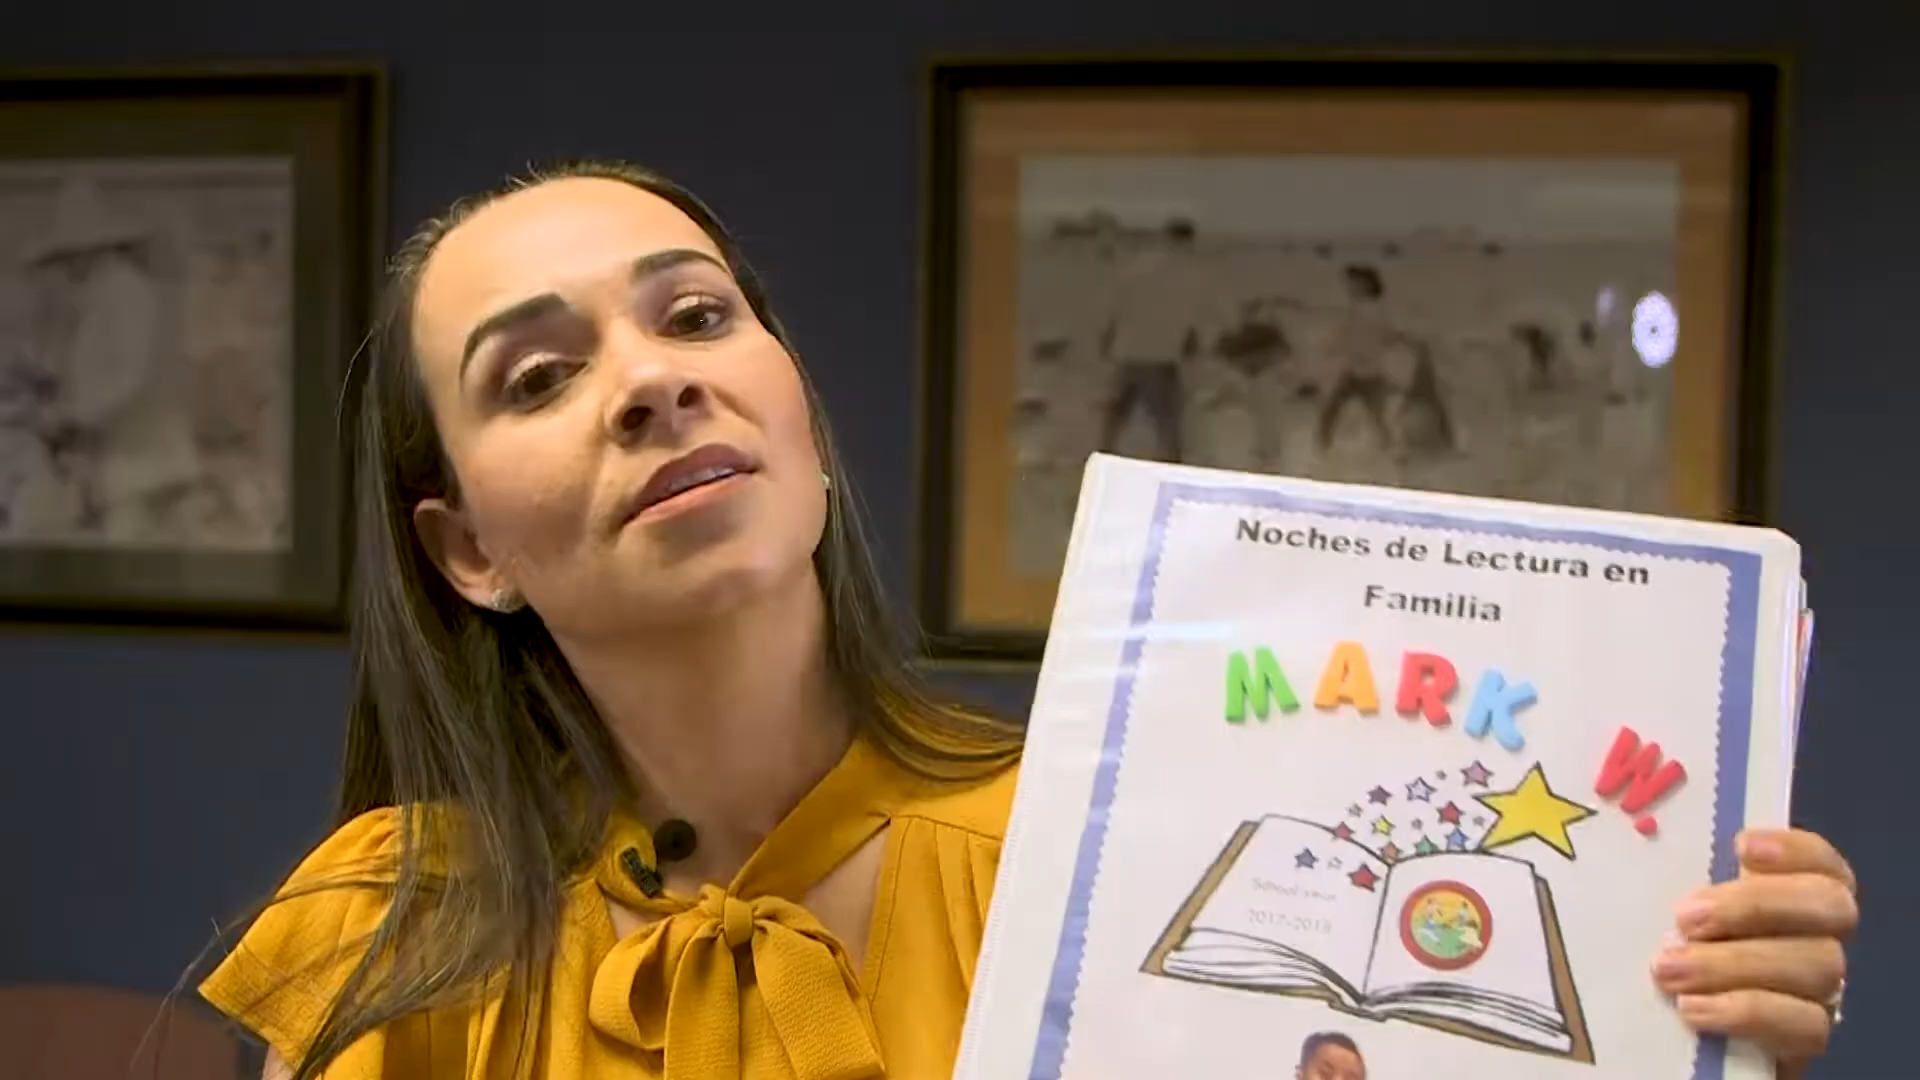 Noches de Lectura en
Familia
MARK W!
School year
2017-2018